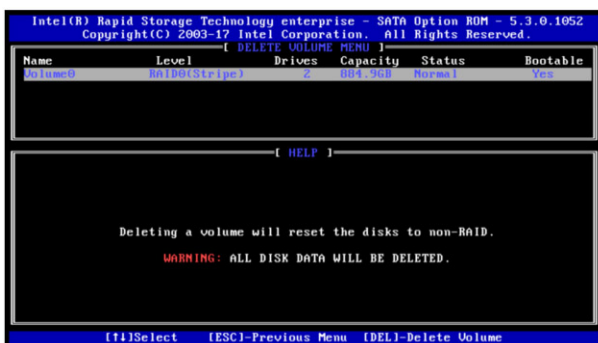 Intel(R) Rapid Storage Technology enterprise - SATA Option ROM - 5.3.0.1052
Copyright(C) 2003-17 Intel Corporation. All Rights Reserved.
[ DELETE VOLUME MENU ]
Name Level Drives Capacity Status Bootable
Volume0 RAID0(Stripe) 2 884.9GB Normal Yes
[ HELP ]
Deleting a volume will reset the disks to non-RAID.
WARNING: ALL DISK DATA WILL BE DELETED.
[↑↓]Select [ESC]-Previous Menu [DEL]-Delete Volume